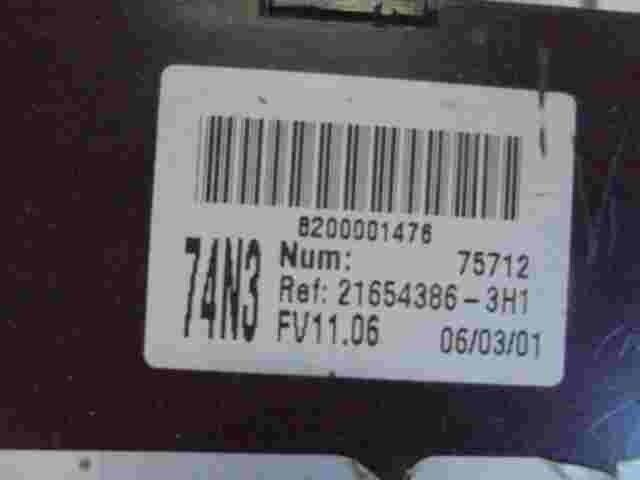 8200001476
74N3
Num: 75712
Ref: 21654386-3H1
FV11.06 06/03/01